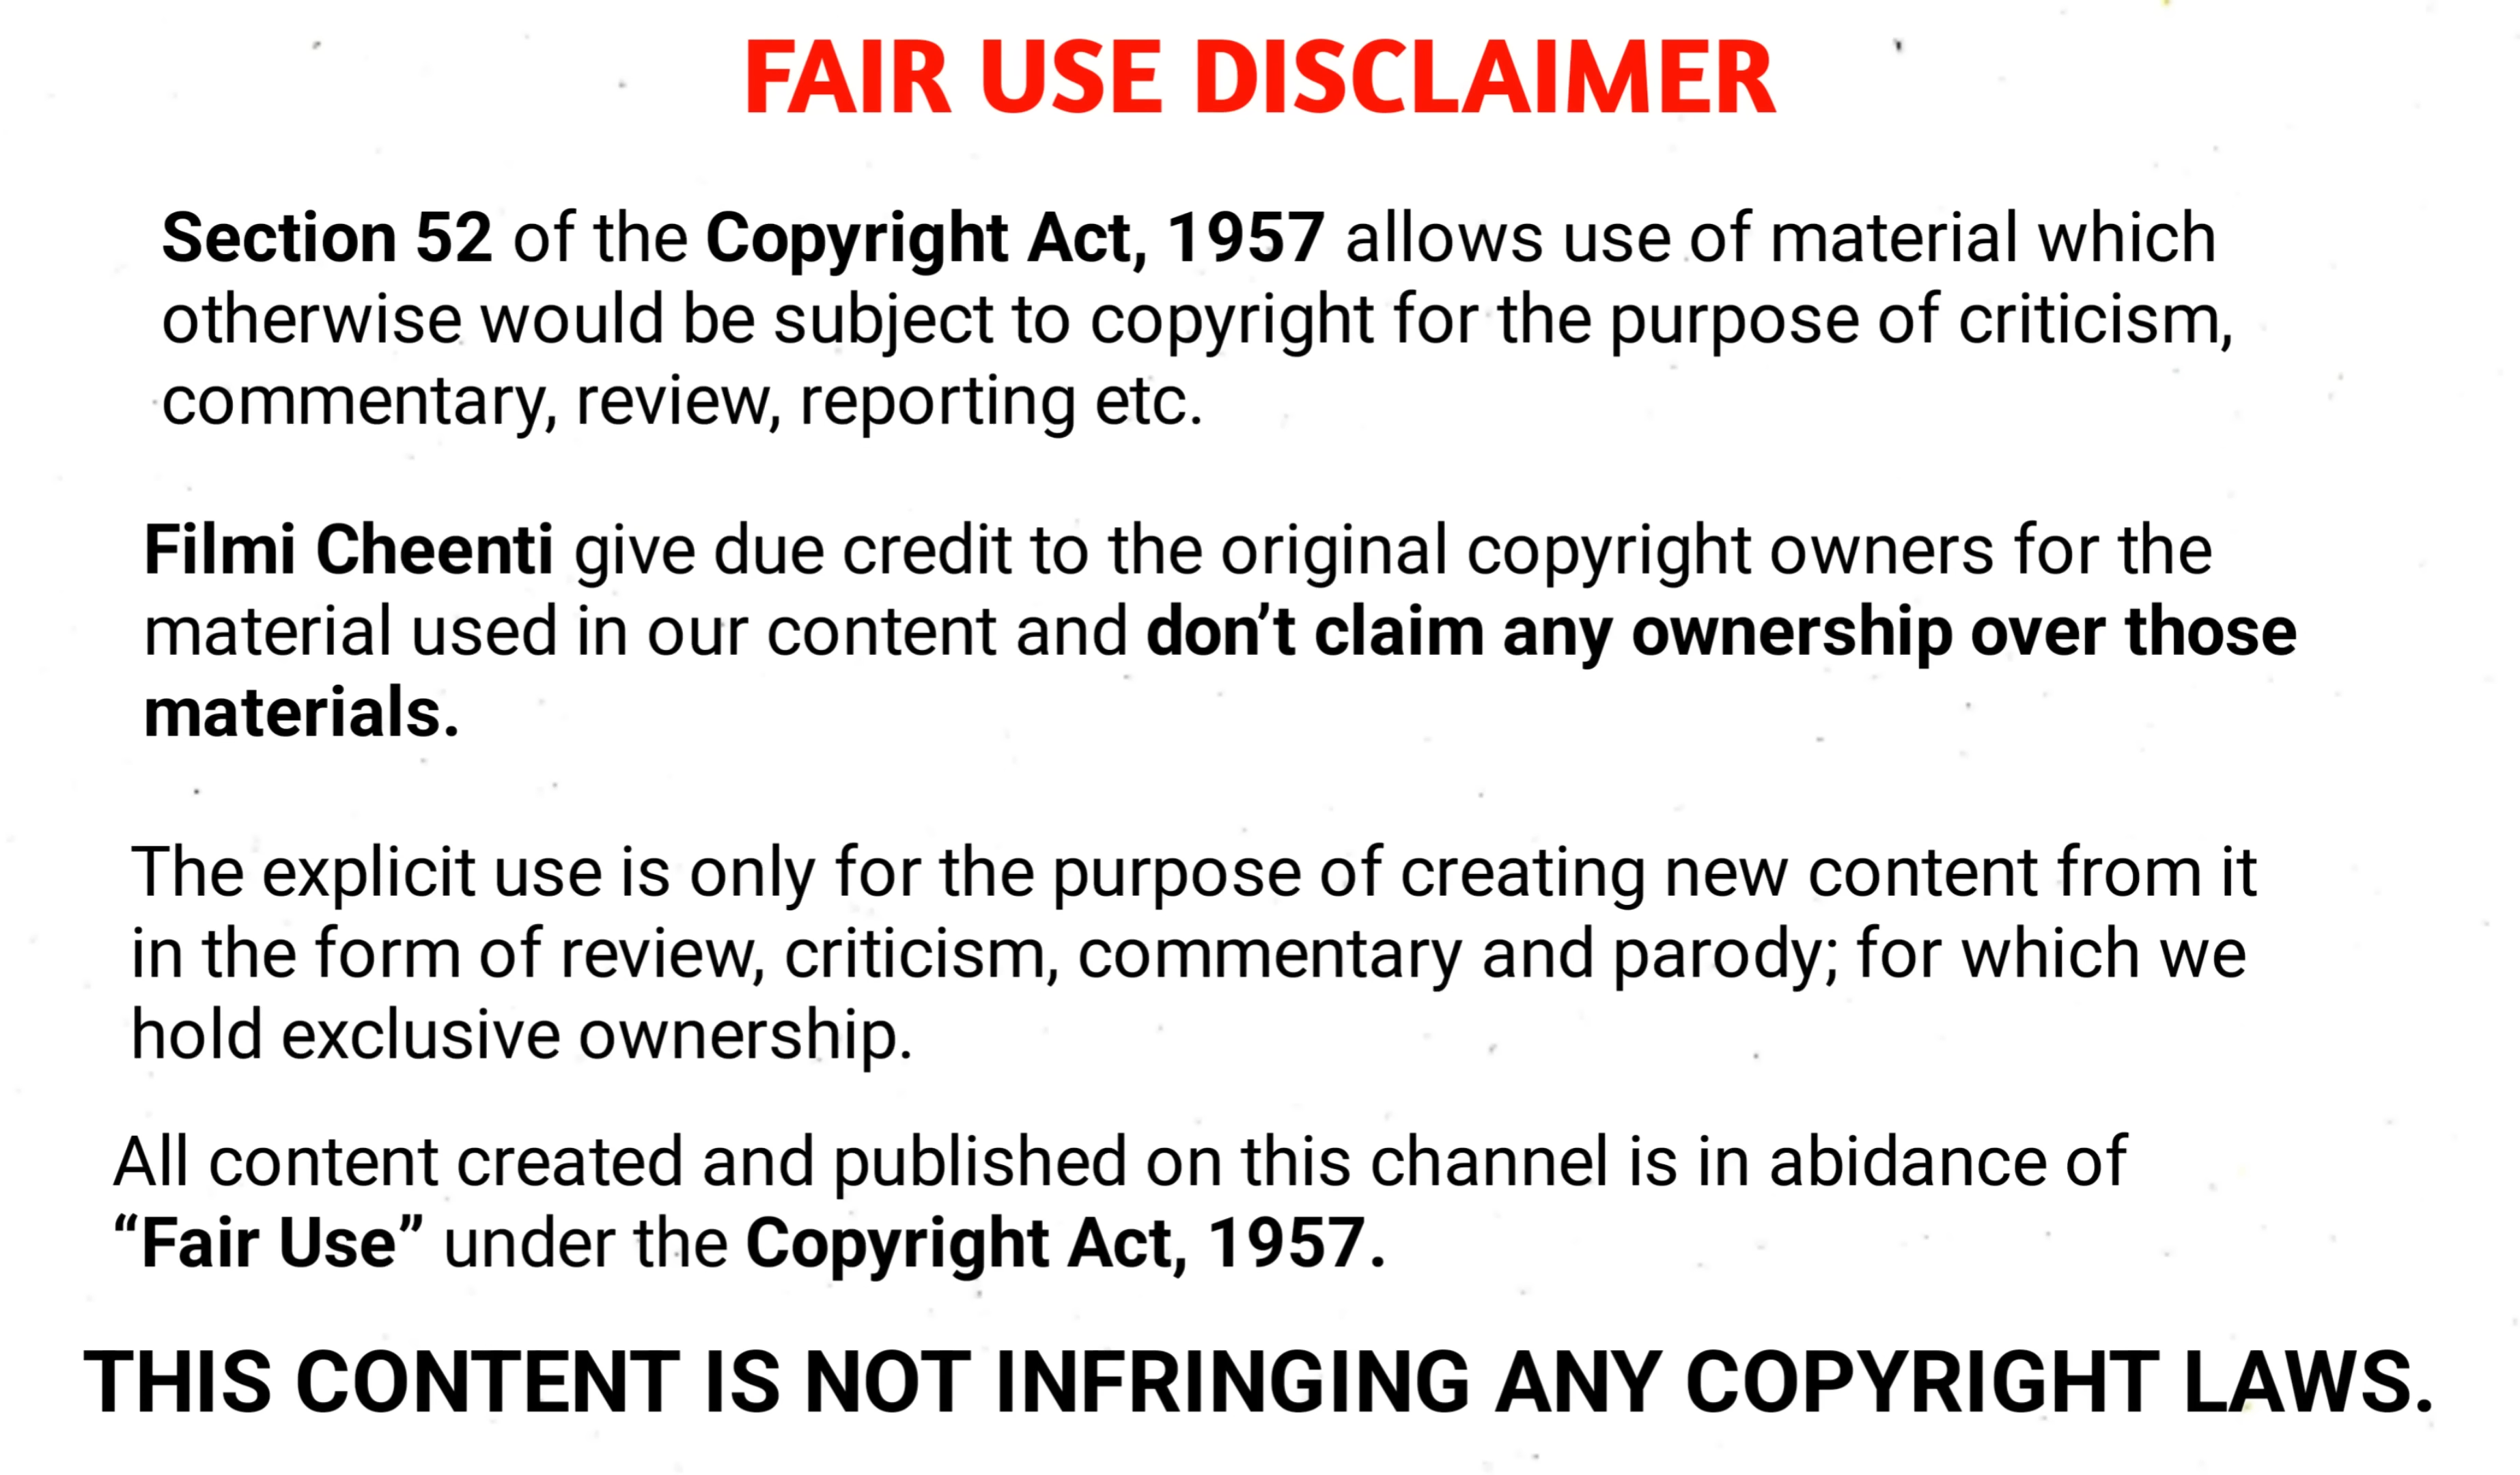 FAIR USE DISCLAIMER
Section 52 of the Copyright Act, 1957 allows use of material which
otherwise would be subject to copyright for the purpose of criticism,
commentary, review, reporting etc.
Filmi Cheenti give due credit to the original copyright owners for the
material used in our content and don’t claim any ownership over those
materials.
The explicit use is only for the purpose of creating new content from it
in the form of review, criticism, commentary and parody; for which we
hold exclusive ownership.
All content created and published on this channel is in abidance of
“Fair Use” under the Copyright Act, 1957.
THIS CONTENT IS NOT INFRINGING ANY COPYRIGHT LAWS.